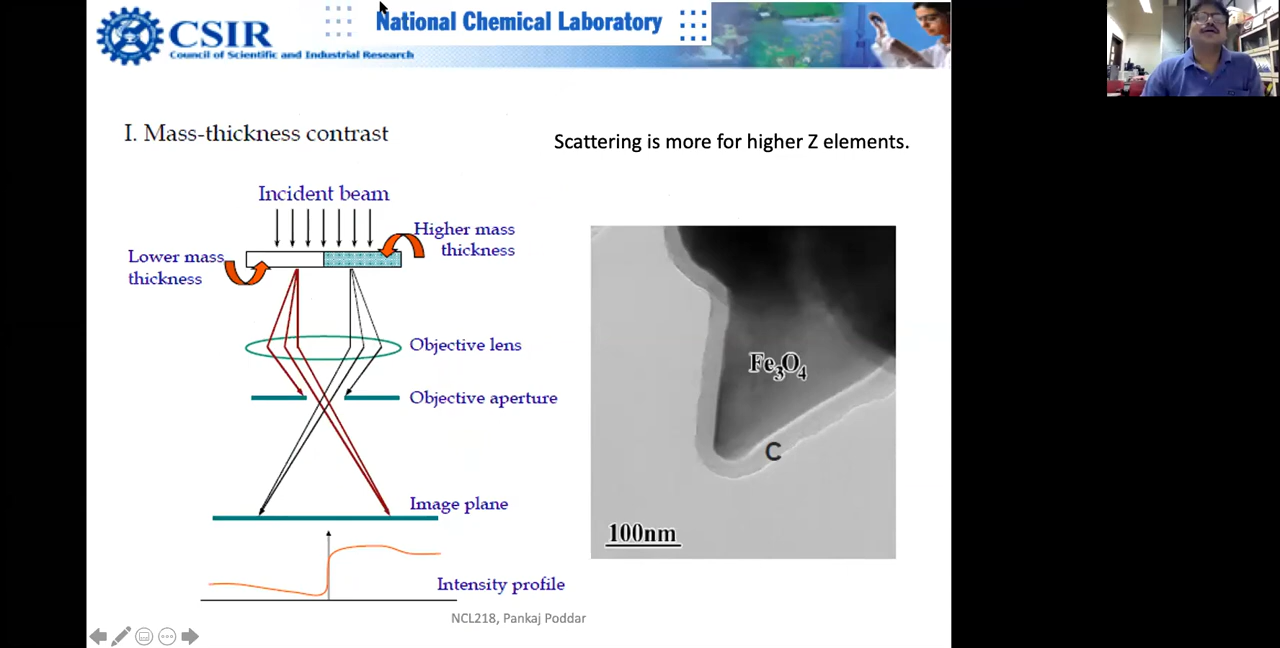 CSIR
Council of Scientific and Industrial Research
National Chemical Laboratory
I. Mass-thickness contrast
Scattering is more for higher Z elements.
Incident beam
Higher mass
thickness
Lower mass
thickness
Objective lens
Objective aperture
Image plane
Intensity profile
Fe₃O₄
C
100nm
NCL218, Pankaj Poddar